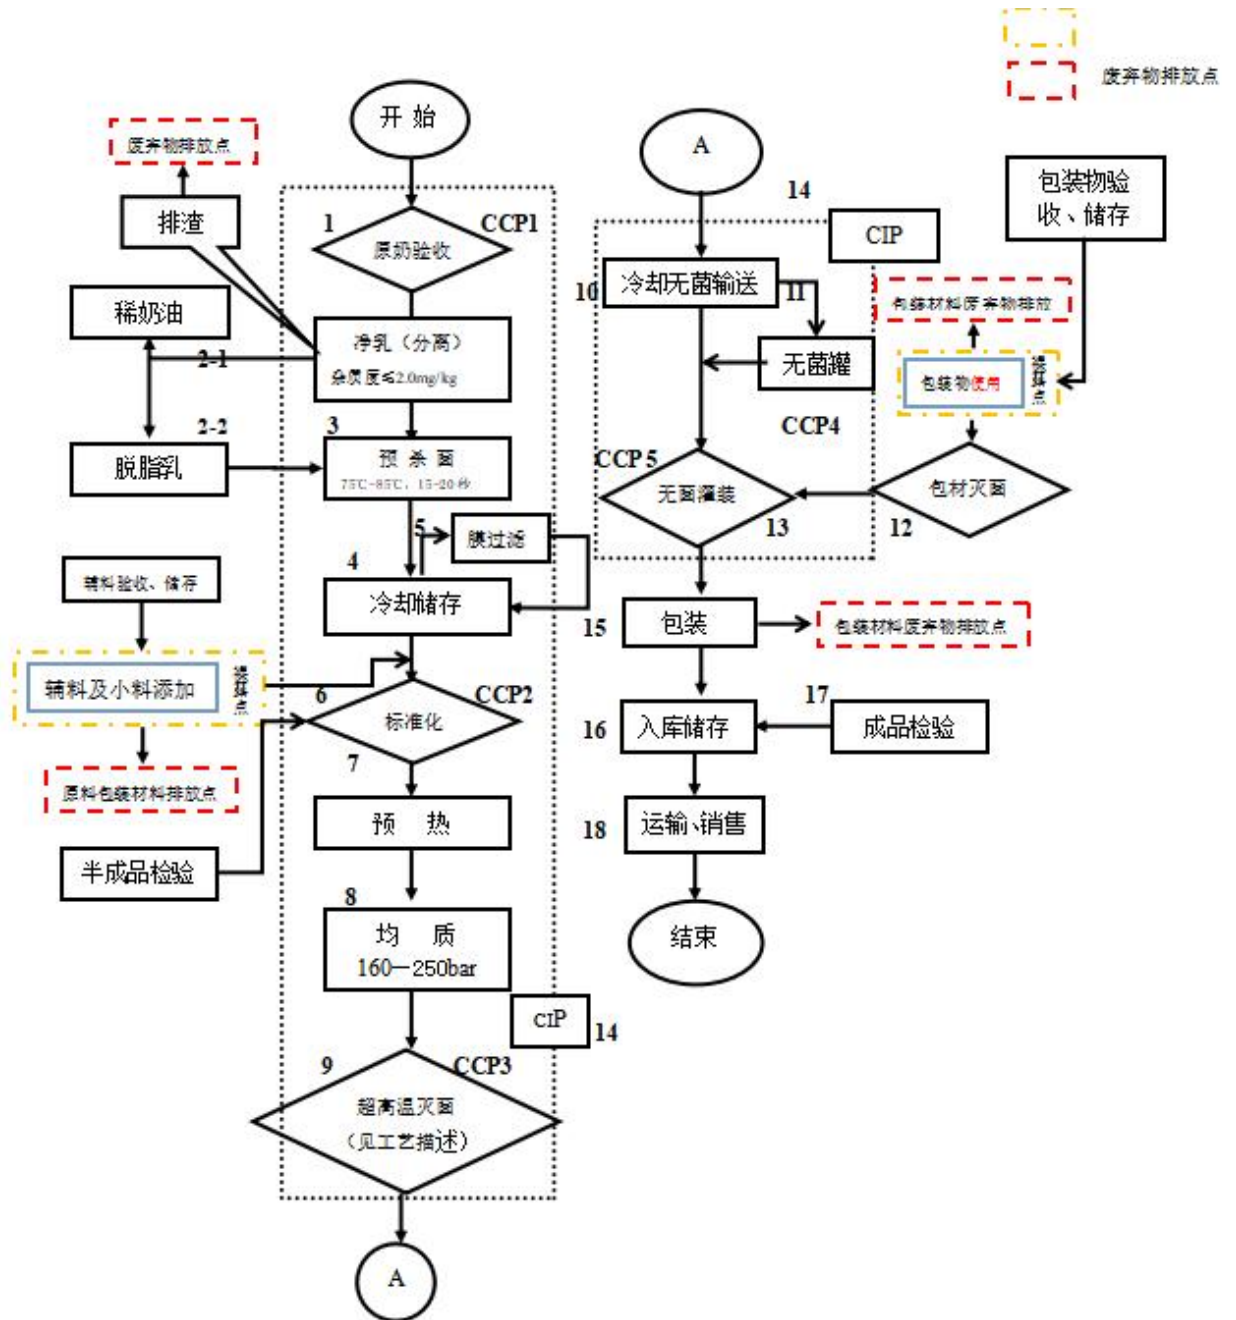 废弃物排放点
开 始
废弃物排放点
排渣
1
CCP1
原奶验收
稀奶油
2-1
净乳（分离）
杂质度≤2.0mg/kg
2-2
脱脂乳
3
预 杀 菌
75℃-85℃，15-20秒
5
膜过滤
4
冷却储存
辅料验收、储存
辅料及小料添加
6
CCP2
标准化
7
原料包装材料排放点
预 热
半成品检验
8
均 质
160—250bar
CIP
14
9
CCP3
超高温灭菌
（见工艺描述）
A
A
14
CIP
包装物验
收、储存
10
冷却无菌输送
11
包装材料废弃物排放
无菌罐
包装物使用
CCP4
CCP 5
无菌灌装
13
包材灭菌
12
15
包装
包装材料废弃物排放点
16
入库储存
17
成品检验
18
运输、销售
结束